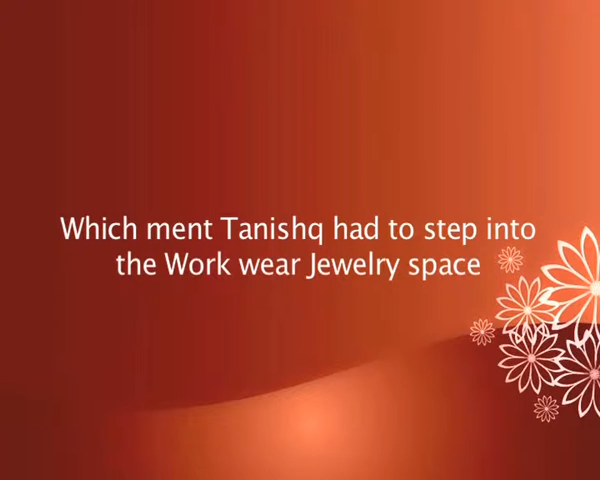 Which ment Tanishq had to step into
the Work wear Jewelry space